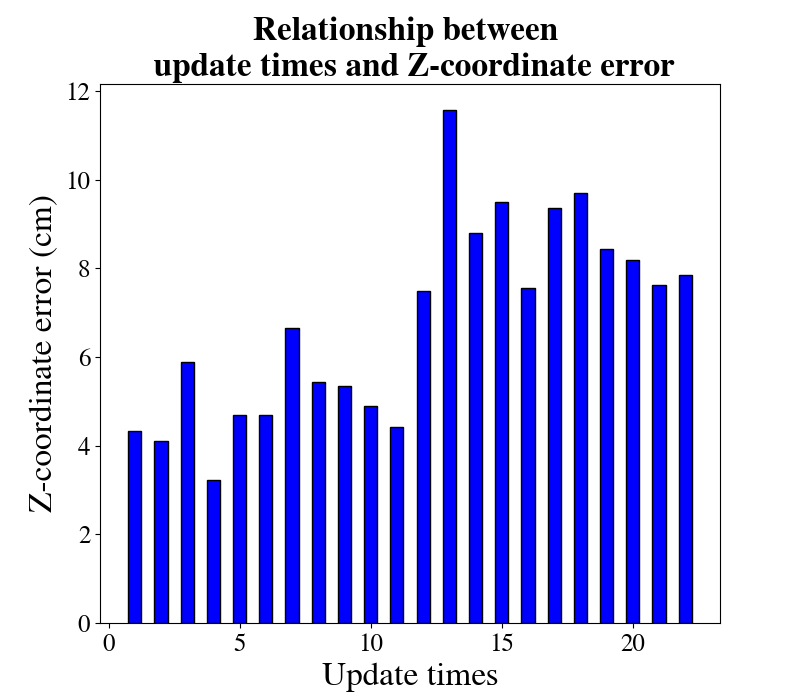 Relationship between
update times and Z-coordinate error
12
10
8
6
4
2
0
Z-coordinate error (cm)
0 5 10 15 20
Update times